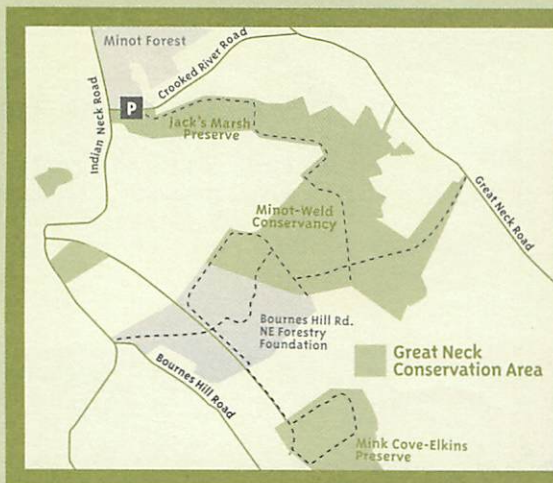 Minot Forest
Crooked River Road
P
Indian Neck Road
Jack's Marsh
Preserve
Great Neck Road
Minot-Weld
Conservancy
Bournes Hill Rd.
NE Forestry
Foundation
Great Neck
Conservation Area
Bournes Hill Road
Mink Cove-Elkins
Preserve